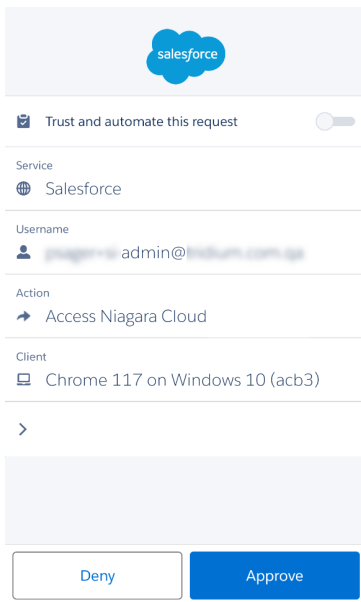 salesforce
Trust and automate this request
Service
Salesforce
Username
admin@
Action
Access Niagara Cloud
Client
Chrome 117 on Windows 10 (acb3)
Deny
Approve